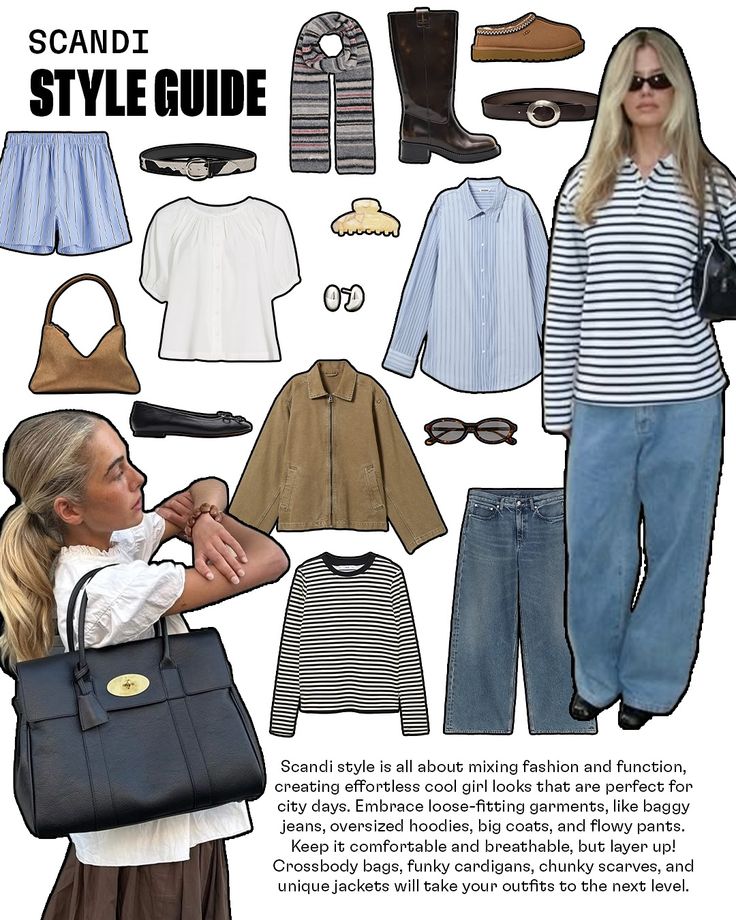 SCANDI
STYLE GUIDE
Scandi style is all about mixing fashion and function,
creating effortless cool girl looks that are perfect for
city days. Embrace loose-fitting garments, like baggy
jeans, oversized hoodies, big coats, and flowy pants.
Keep it comfortable and breathable, but layer up!
Crossbody bags, funky cardigans, chunky scarves, and
unique jackets will take your outfits to the next level.